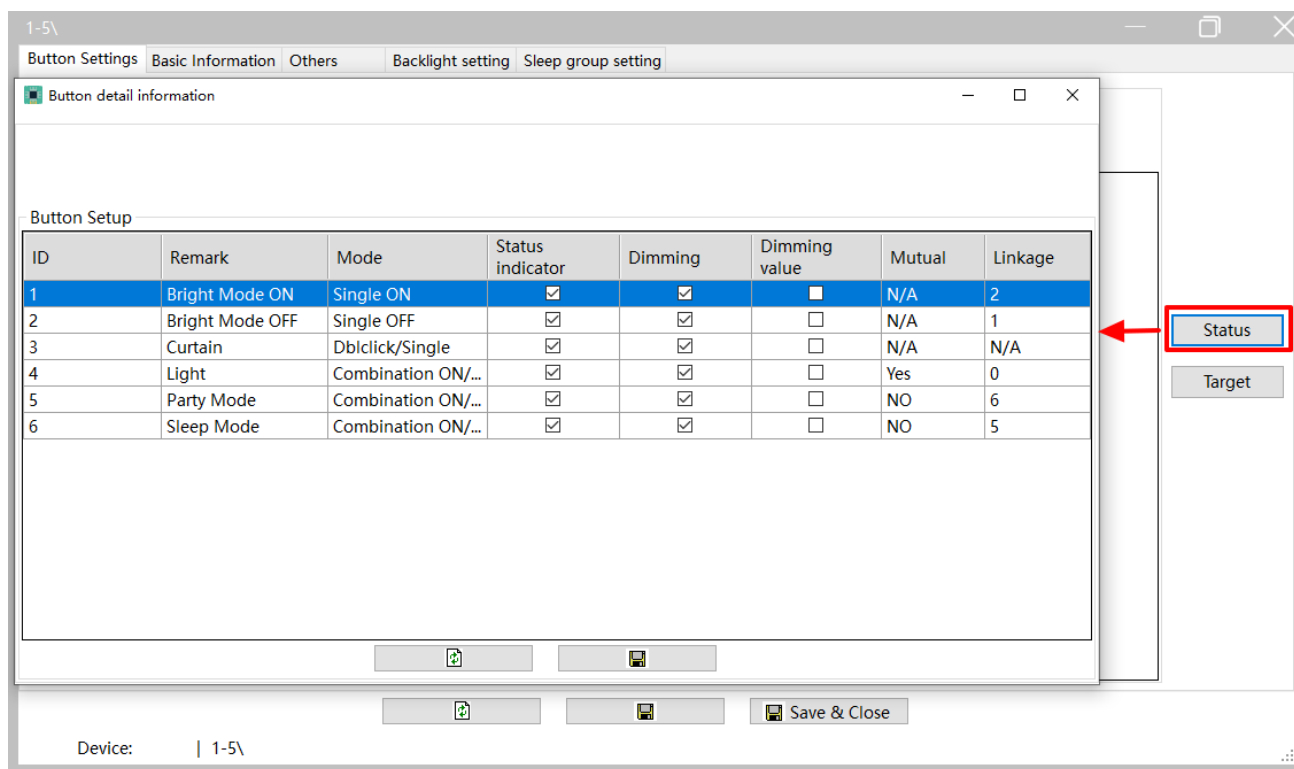 1-5\
Button Settings Basic Information Others Backlight setting Sleep group setting
Button detail information
Button Setup
ID Remark Mode Status indicator Dimming Dimming value Mutual Linkage
1 Bright Mode ON Single ON N/A 2
2 Bright Mode OFF Single OFF N/A 1
3 Curtain Dblclick/Single N/A N/A
4 Light Combination ON/... Yes 0
5 Party Mode Combination ON/... NO 6
6 Sleep Mode Combination ON/... NO 5
Status
Target
Save & Close
Device: | 1-5\